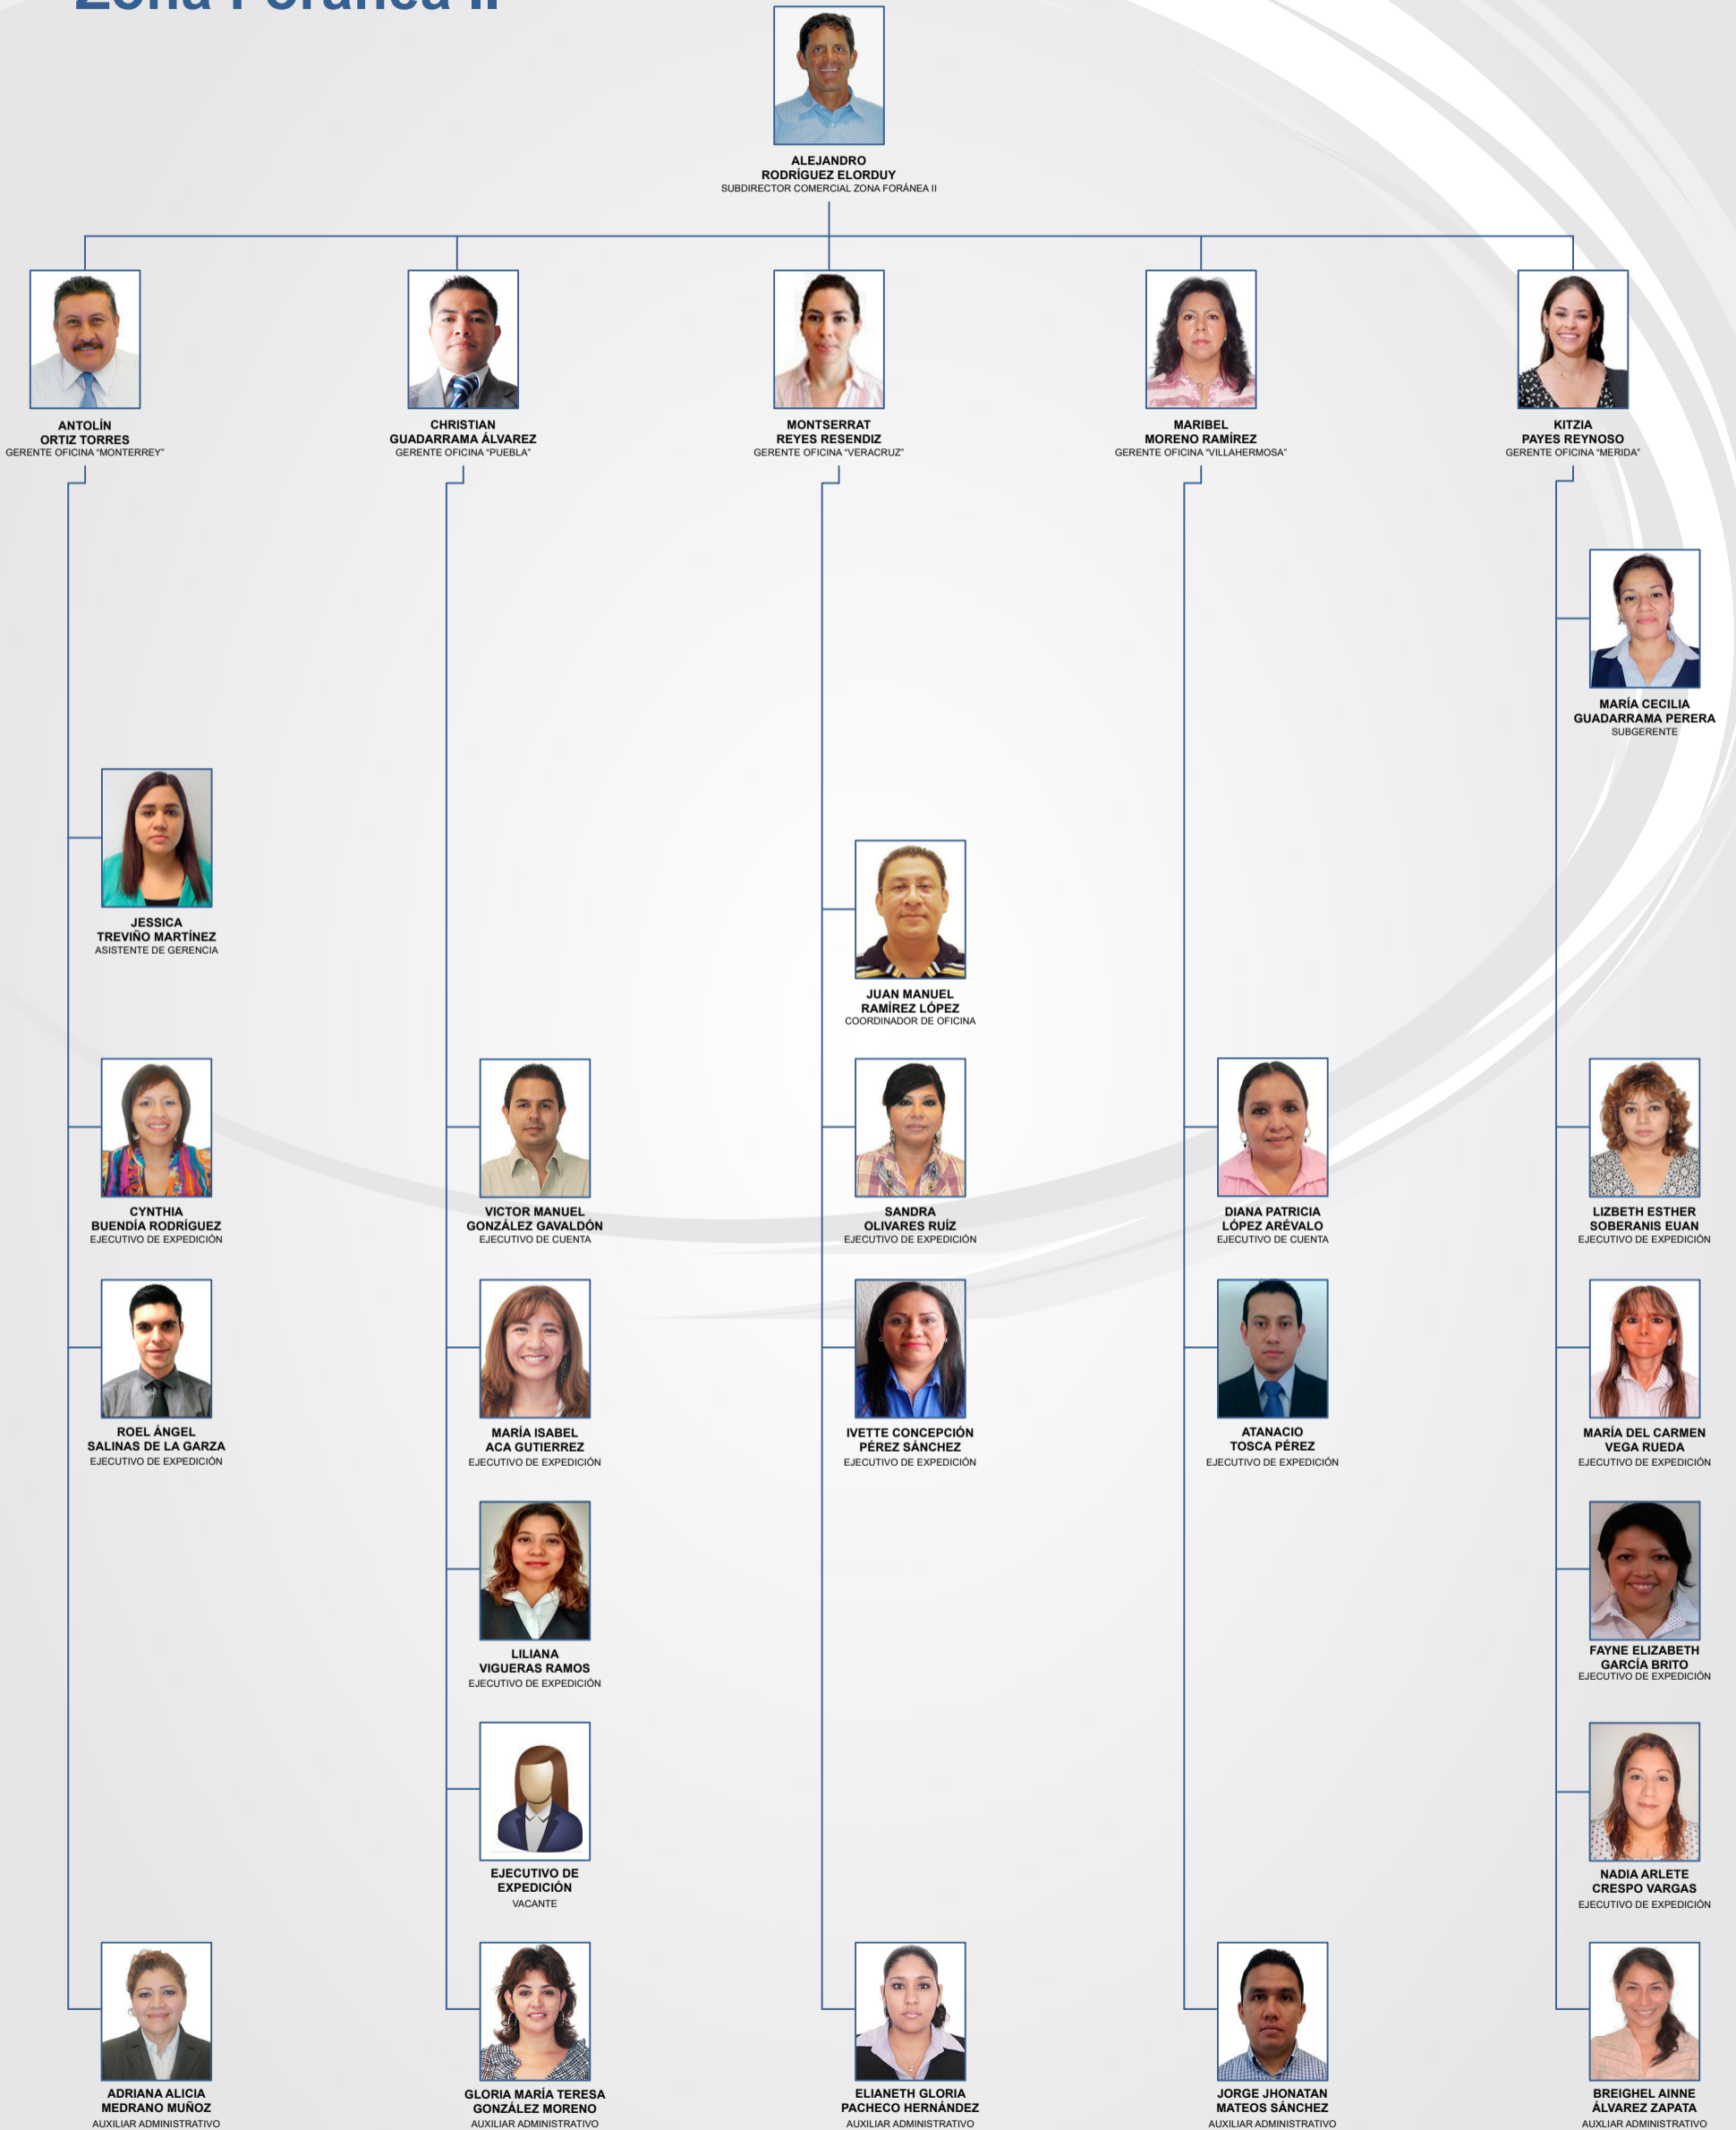 Zona Foránea II
ALEJANDRO
RODRÍGUEZ ELORDUY
SUBDIRECTOR COMERCIAL ZONA FORÁNEA II
ANTOLÍN
ORTIZ TORRES
GERENTE OFICINA “MONTERREY”
CHRISTIAN
GUADARRAMA ÁLVAREZ
GERENTE OFICINA “PUEBLA”
MONTSERRAT
REYES RESENDIZ
GERENTE OFICINA “VERACRUZ”
MARIBEL
MORENO RAMÍREZ
GERENTE OFICINA “VILLAHERMOSA”
KITZIA
PAYES REYNOSO
GERENTE OFICINA “MERIDA”
MARÍA CECILIA
GUADARRAMA PERERA
SUBGERENTE
JESSICA
TREVIÑO MARTÍNEZ
ASISTENTE DE GERENCIA
JUAN MANUEL
RAMÍREZ LÓPEZ
COORDINADOR DE OFICINA
CYNTHIA
BUENDÍA RODRÍGUEZ
EJECUTIVO DE EXPEDICIÓN
VICTOR MANUEL
GONZÁLEZ GAVALDÓN
EJECUTIVO DE CUENTA
SANDRA
OLIVARES RUÍZ
EJECUTIVO DE EXPEDICIÓN
DIANA PATRICIA
LÓPEZ ARÉVALO
EJECUTIVO DE CUENTA
LIZBETH ESTHER
SOBERANIS EUAN
EJECUTIVO DE EXPEDICIÓN
ROEL ÁNGEL
SALINAS DE LA GARZA
EJECUTIVO DE EXPEDICIÓN
MARÍA ISABEL
ACA GUTIERREZ
EJECUTIVO DE EXPEDICIÓN
IVETTE CONCEPCIÓN
PÉREZ SÁNCHEZ
EJECUTIVO DE EXPEDICIÓN
ATANACIO
TOSCA PÉREZ
EJECUTIVO DE EXPEDICIÓN
MARÍA DEL CARMEN
VEGA RUEDA
EJECUTIVO DE EXPEDICIÓN
LILIANA
VIGUERAS RAMOS
EJECUTIVO DE EXPEDICIÓN
FAYNE ELIZABETH
GARCÍA BRITO
EJECUTIVO DE EXPEDICIÓN
EJECUTIVO DE
EXPEDICIÓN
VACANTE
NADIA ARLETE
CRESPO VARGAS
EJECUTIVO DE EXPEDICIÓN
ADRIANA ALICIA
MEDRANO MUÑOZ
AUXILIAR ADMINISTRATIVO
GLORIA MARÍA TERESA
GONZÁLEZ MORENO
AUXILIAR ADMINISTRATIVO
ELIANETH GLORIA
PACHECO HERNÁNDEZ
AUXILIAR ADMINISTRATIVO
JORGE JHONATAN
MATEOS SÁNCHEZ
AUXILIAR ADMINISTRATIVO
BREIGHEL AINNE
ÁLVAREZ ZAPATA
AUXLIAR ADMINISTRATIVO